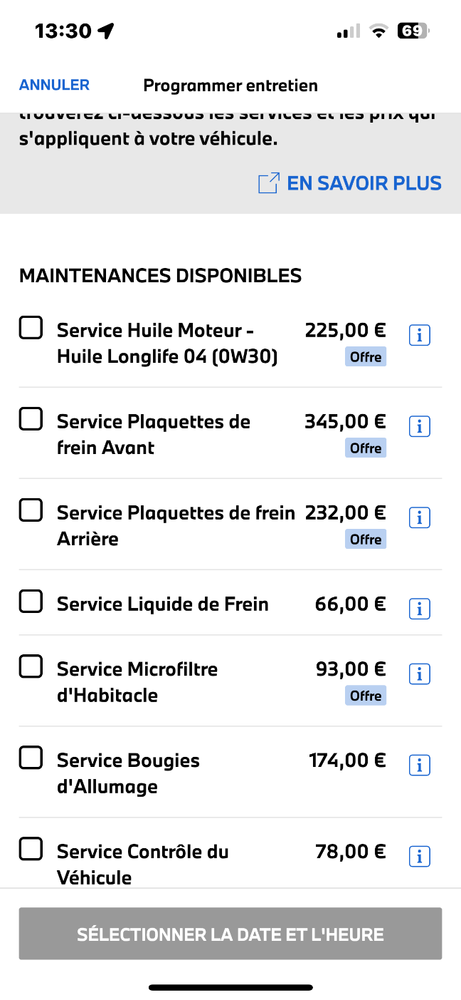 13:30
69
ANNULER
Programmer entretien
trouverez ci-dessous les services et les prix qui
s'appliquent à votre véhicule.
EN SAVOIR PLUS
MAINTENANCES DISPONIBLES
Service Huile Moteur - 225,00 €
Huile Longlife 04 (0W30) Offre
Service Plaquettes de 345,00 €
frein Avant Offre
Service Plaquettes de frein 232,00 €
Arrière Offre
Service Liquide de Frein 66,00 €
Service Microfiltre 93,00 €
d'Habitacle Offre
Service Bougies 174,00 €
d'Allumage
Service Contrôle du 78,00 €
Véhicule
SÉLECTIONNER LA DATE ET L'HEURE